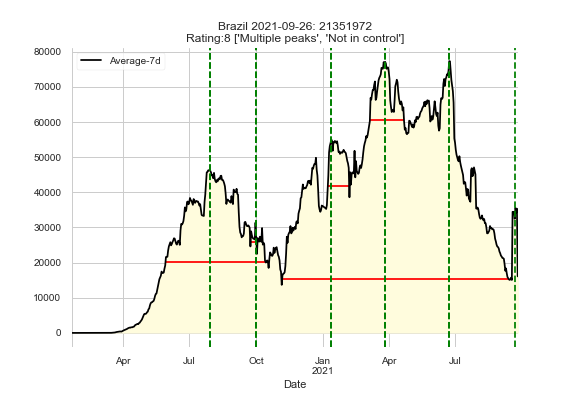 Brazil 2021-09-26: 21351972
Rating:8 ['Multiple peaks', 'Not in control']
80000
Average-7d
70000
60000
50000
40000
30000
20000
10000
0
Apr
Jul
Oct
Jan
2021
Apr
Jul
Date